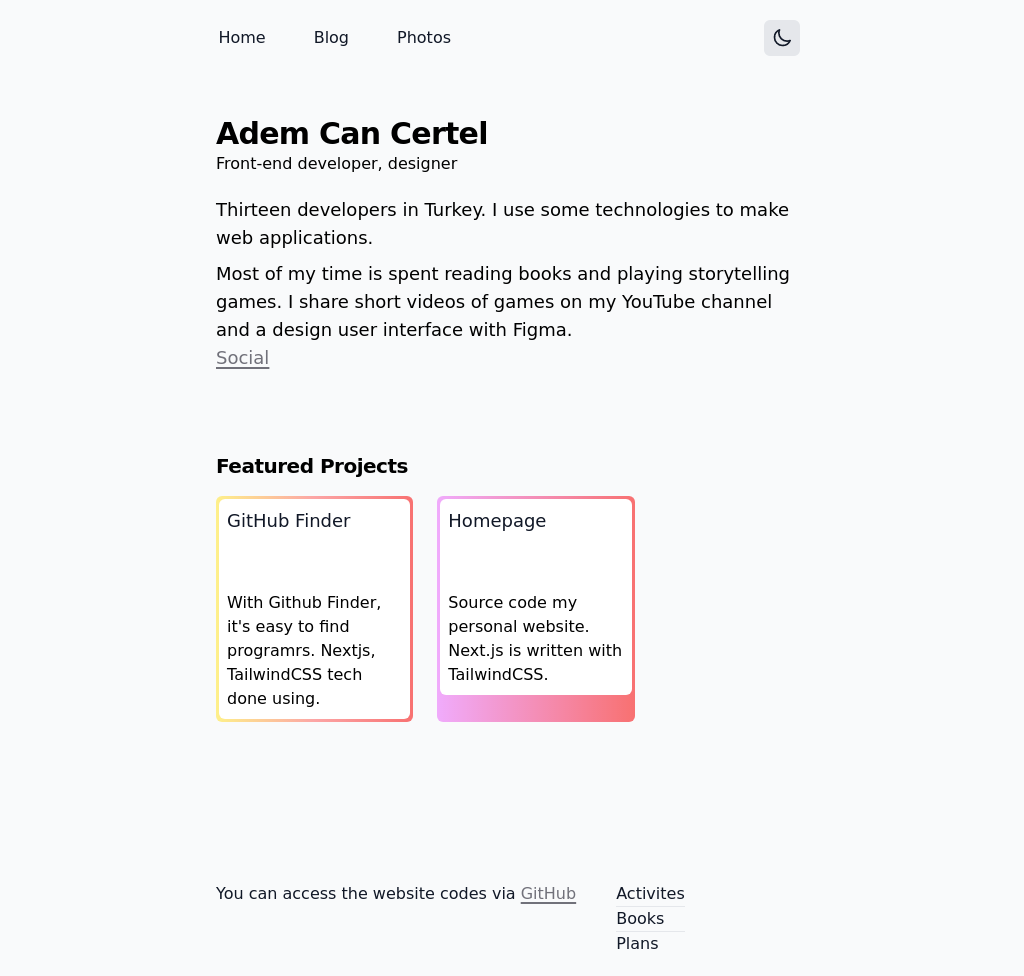 Home Blog Photos
Adem Can Certel
Front-end developer, designer
Thirteen developers in Turkey. I use some technologies to make
web applications.
Most of my time is spent reading books and playing storytelling
games. I share short videos of games on my YouTube channel
and a design user interface with Figma.
Social
Featured Projects
GitHub Finder
With Github Finder,
it's easy to find
programrs. Nextjs,
TailwindCSS tech
done using.
Homepage
Source code my
personal website.
Next.js is written with
TailwindCSS.
You can access the website codes via GitHub
Activites
Books
Plans